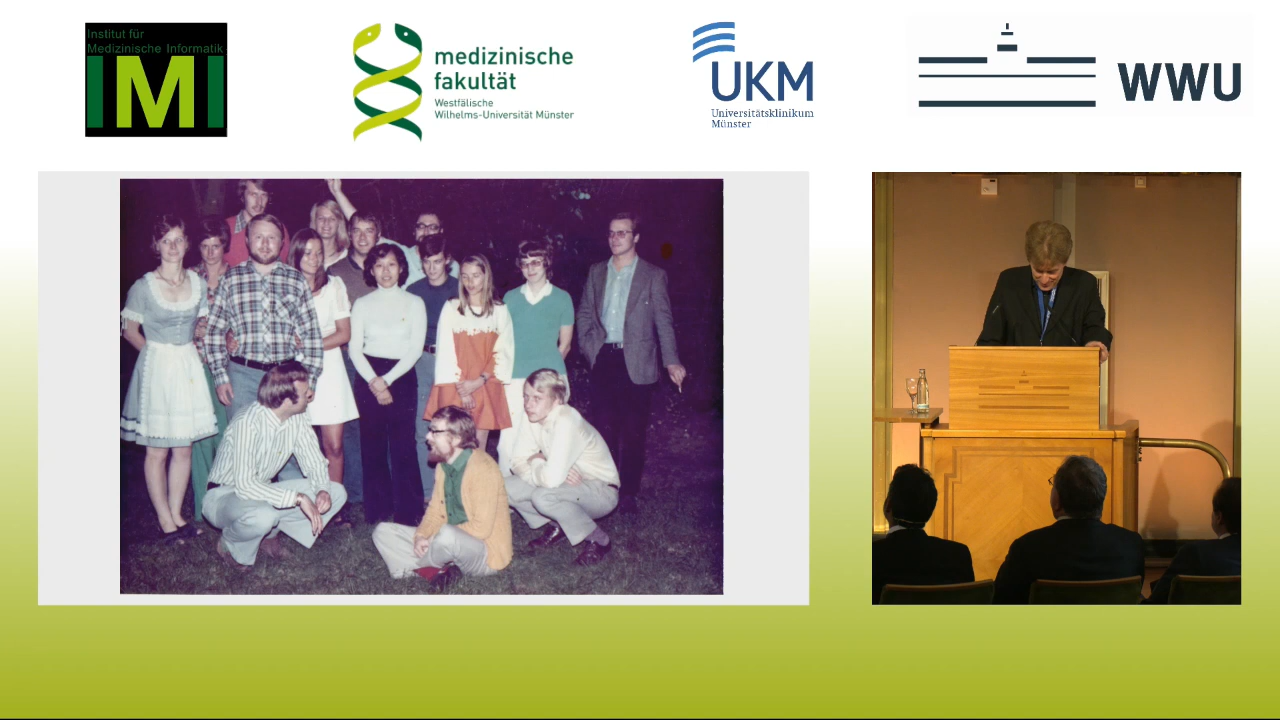 Institut für
Medizinische Informatik
IMI
medizinische
fakultät
Westfälische
Wilhelms-Universität Münster
UKM
Universitätsklinikum
Münster
WWU